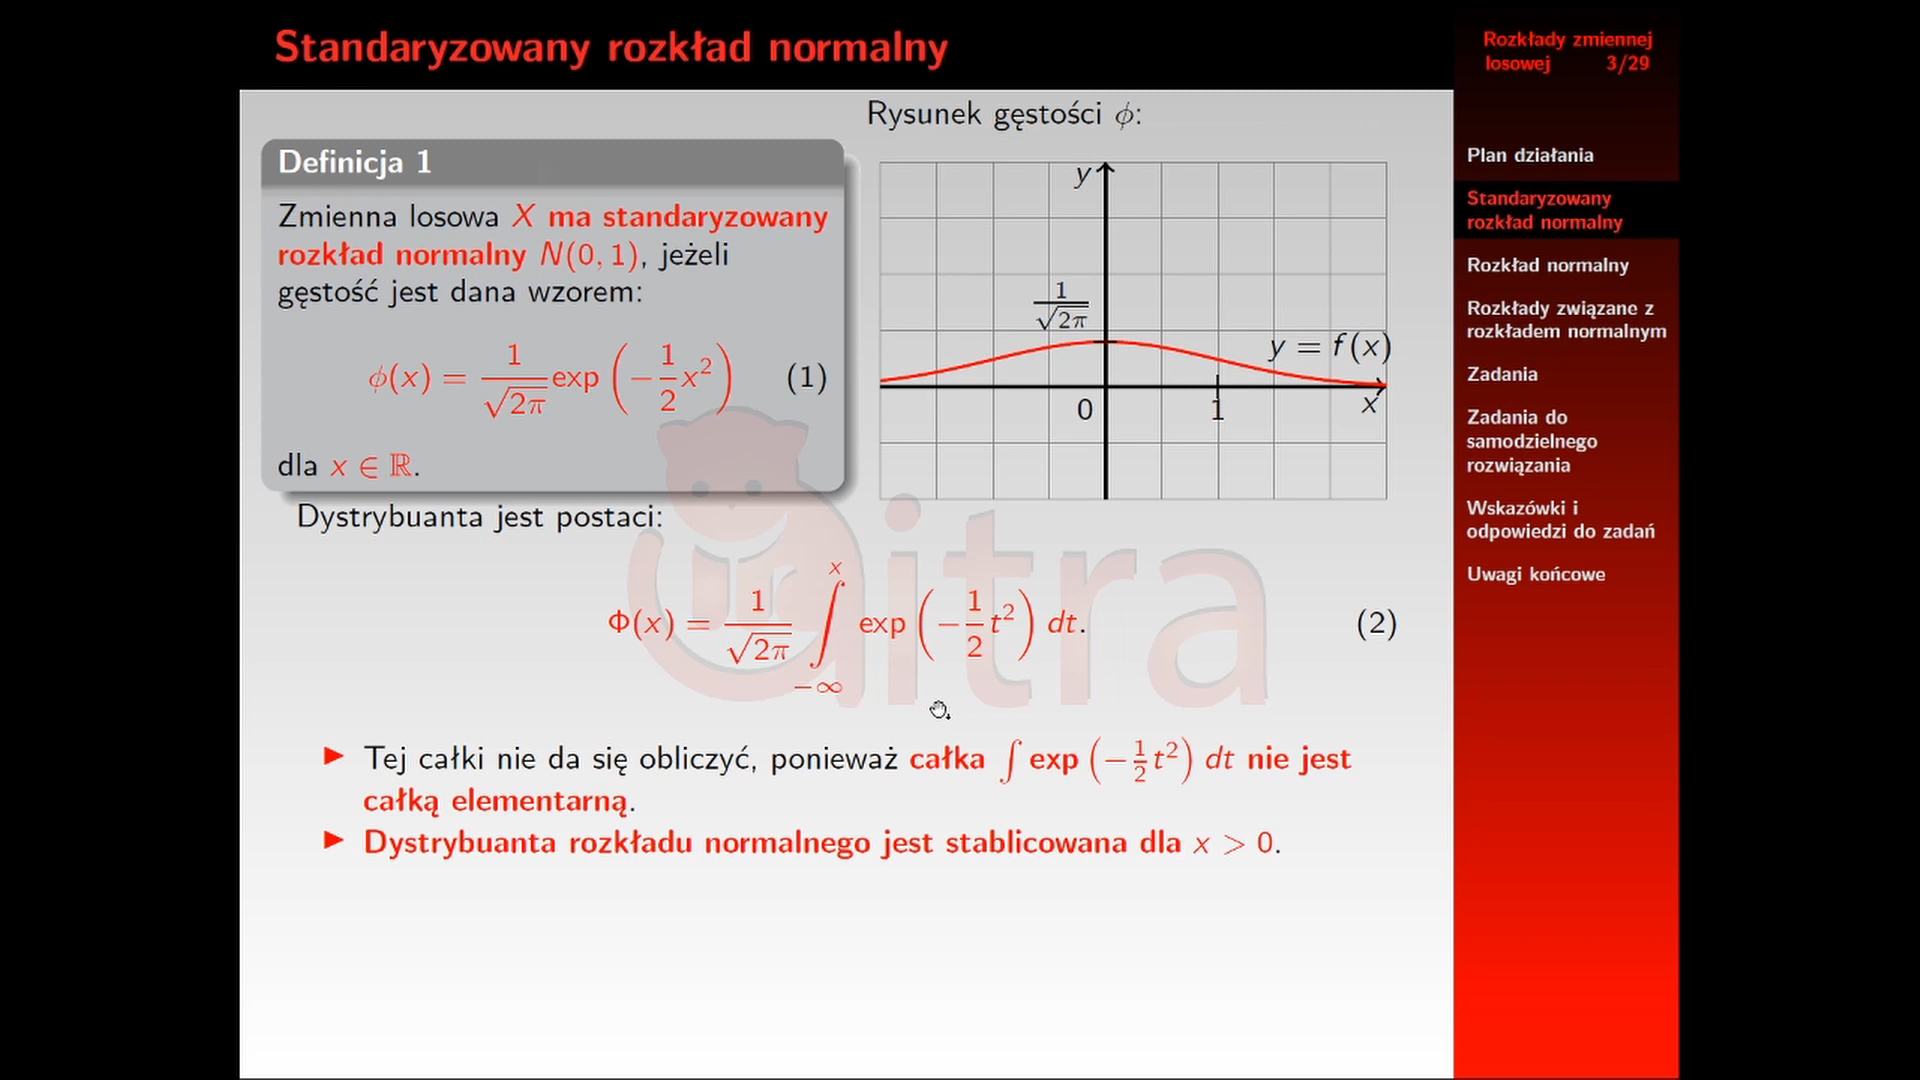 Standaryzowany rozkład normalny
Rozkłady zmiennej
losowej 3/29
Rysunek gęstości ϕ:
Definicja 1
Zmienna losowa X ma standaryzowany
rozkład normalny N(0, 1), jeżeli
gęstość jest dana wzorem:
ϕ(x) = 1/√2π exp (−1/2 x²) (1)
dla x ∈ ℝ.
y
1/√2π
y = f(x)
0
1
x
Dystrybuanta jest postaci:
Φ(x) = 1/√2π ∫_{−∞}^{x} exp (−1/2 t²) dt. (2)
▶ Tej całki nie da się obliczyć, ponieważ całka ∫ exp (−1/2 t²) dt nie jest
całką elementarną.
▶ Dystrybuanta rozkładu normalnego jest stablicowana dla x > 0.
Plan działania
Standaryzowany
rozkład normalny
Rozkład normalny
Rozkłady związane z
rozkładem normalnym
Zadania
Zadania do
samodzielnego
rozwiązania
Wskazówki i
odpowiedzi do zadań
Uwagi końcowe
itra